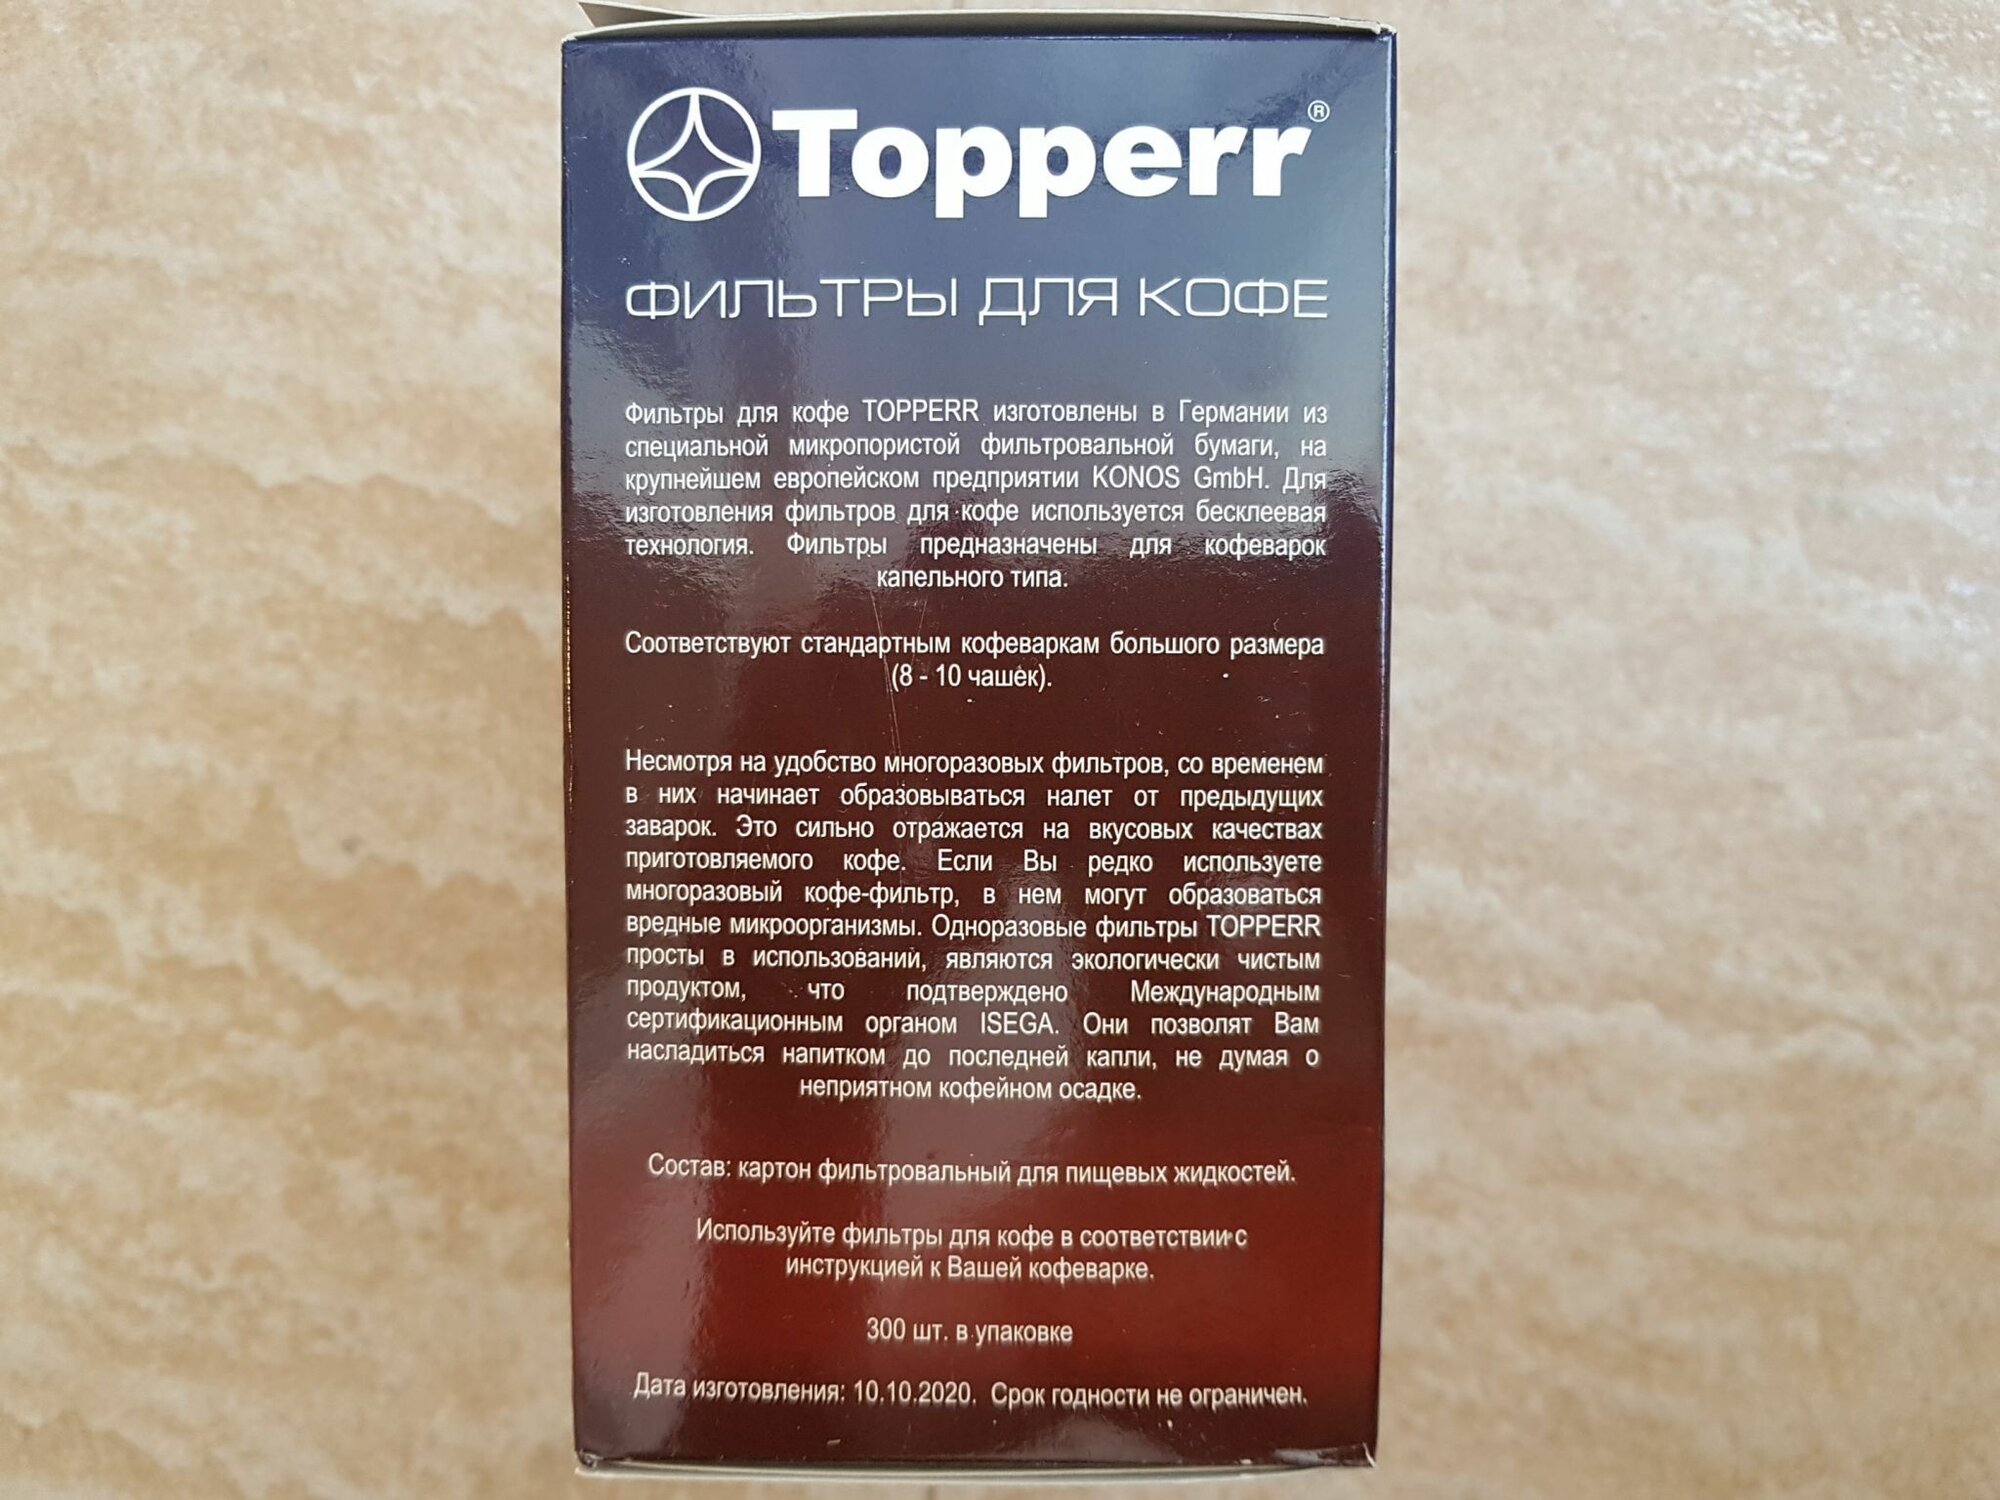 Topperr®
ФИЛЬТРЫ ДЛЯ КОФЕ
Фильтры для кофе TOPPERR изготовлены в Германии из
специальной микропористой фильтровальной бумаги, на
крупнейшем европейском предприятии KONOS GmbH. Для
изготовления фильтров для кофе используется бесклеевая
технология. Фильтры предназначены для кофеварок
капельного типа.
Соответствуют стандартным кофеваркам большого размера
(8 - 10 чашек).
Несмотря на удобство многоразовых фильтров, со временем
в них начинает образовываться налет от предыдущих
заварок. Это сильно отражается на вкусовых качествах
приготовляемого кофе. Если Вы редко используете
многоразовый кофе-фильтр, в нем могут образоваться
вредные микроорганизмы. Одноразовые фильтры TOPPERR
просты в использований, являются экологически чистым
продуктом, что подтверждено Международным
сертификационным органом ISEGA. Они позволят Вам
насладиться напитком до последней капли, не думая о
неприятном кофейном осадке.
Состав: картон фильтровальный для пищевых жидкостей.
Используйте фильтры для кофе в соответствии с
инструкцией к Вашей кофеварке.
300 шт. в упаковке
Дата изготовления: 10.10.2020. Срок годности не ограничен.